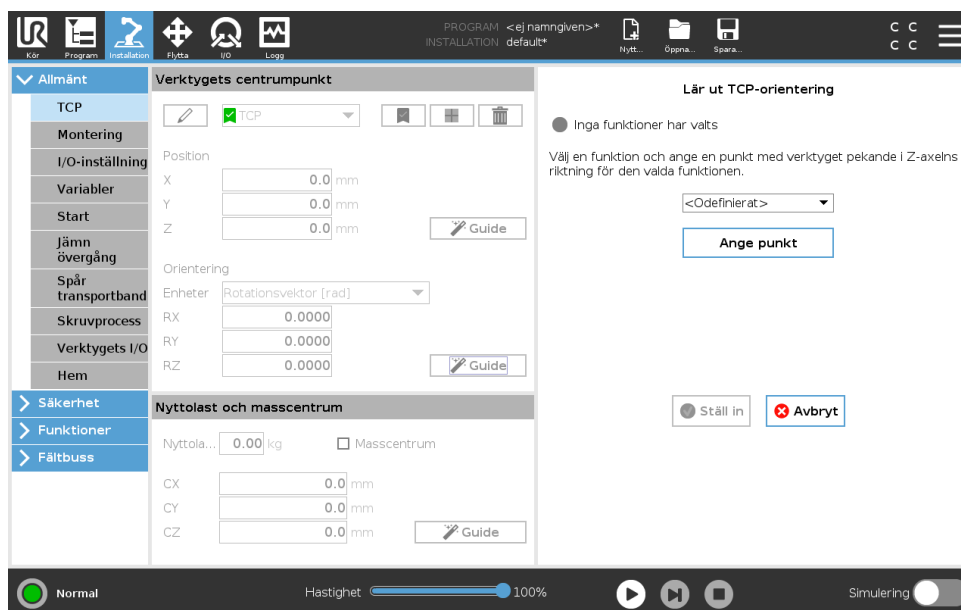 UR
Kör
Program
Installation
Flytta
I/O
Logg
PROGRAM <ej namngiven>*
INSTALLATION default*
Nytt...
Öppna...
Spara...
C C
C C
Allmänt
TCP
Montering
I/O-inställning
Variabler
Start
Jämn
övergång
Spår
transportband
Skruvprocess
Verktygets I/O
Hem
Säkerhet
Funktioner
Fältbuss
Verktygets centrumpunkt
TCP
Position
X 0.0 mm
Y 0.0 mm
Z 0.0 mm
Guide
Orientering
Enheter Rotationsvektor [rad]
RX 0.0000
RY 0.0000
RZ 0.0000
Guide
Nyttolast och masscentrum
Nyttola... 0.00 kg Masscentrum
CX 0.0 mm
CY 0.0 mm
CZ 0.0 mm
Guide
Lär ut TCP-orientering
Inga funktioner har valts
Välj en funktion och ange en punkt med verktyget pekande i Z-axelns
riktning för den valda funktionen.
<Odefinierat>
Ange punkt
Ställ in
Avbryt
Normal
Hastighet 100%
Simulering